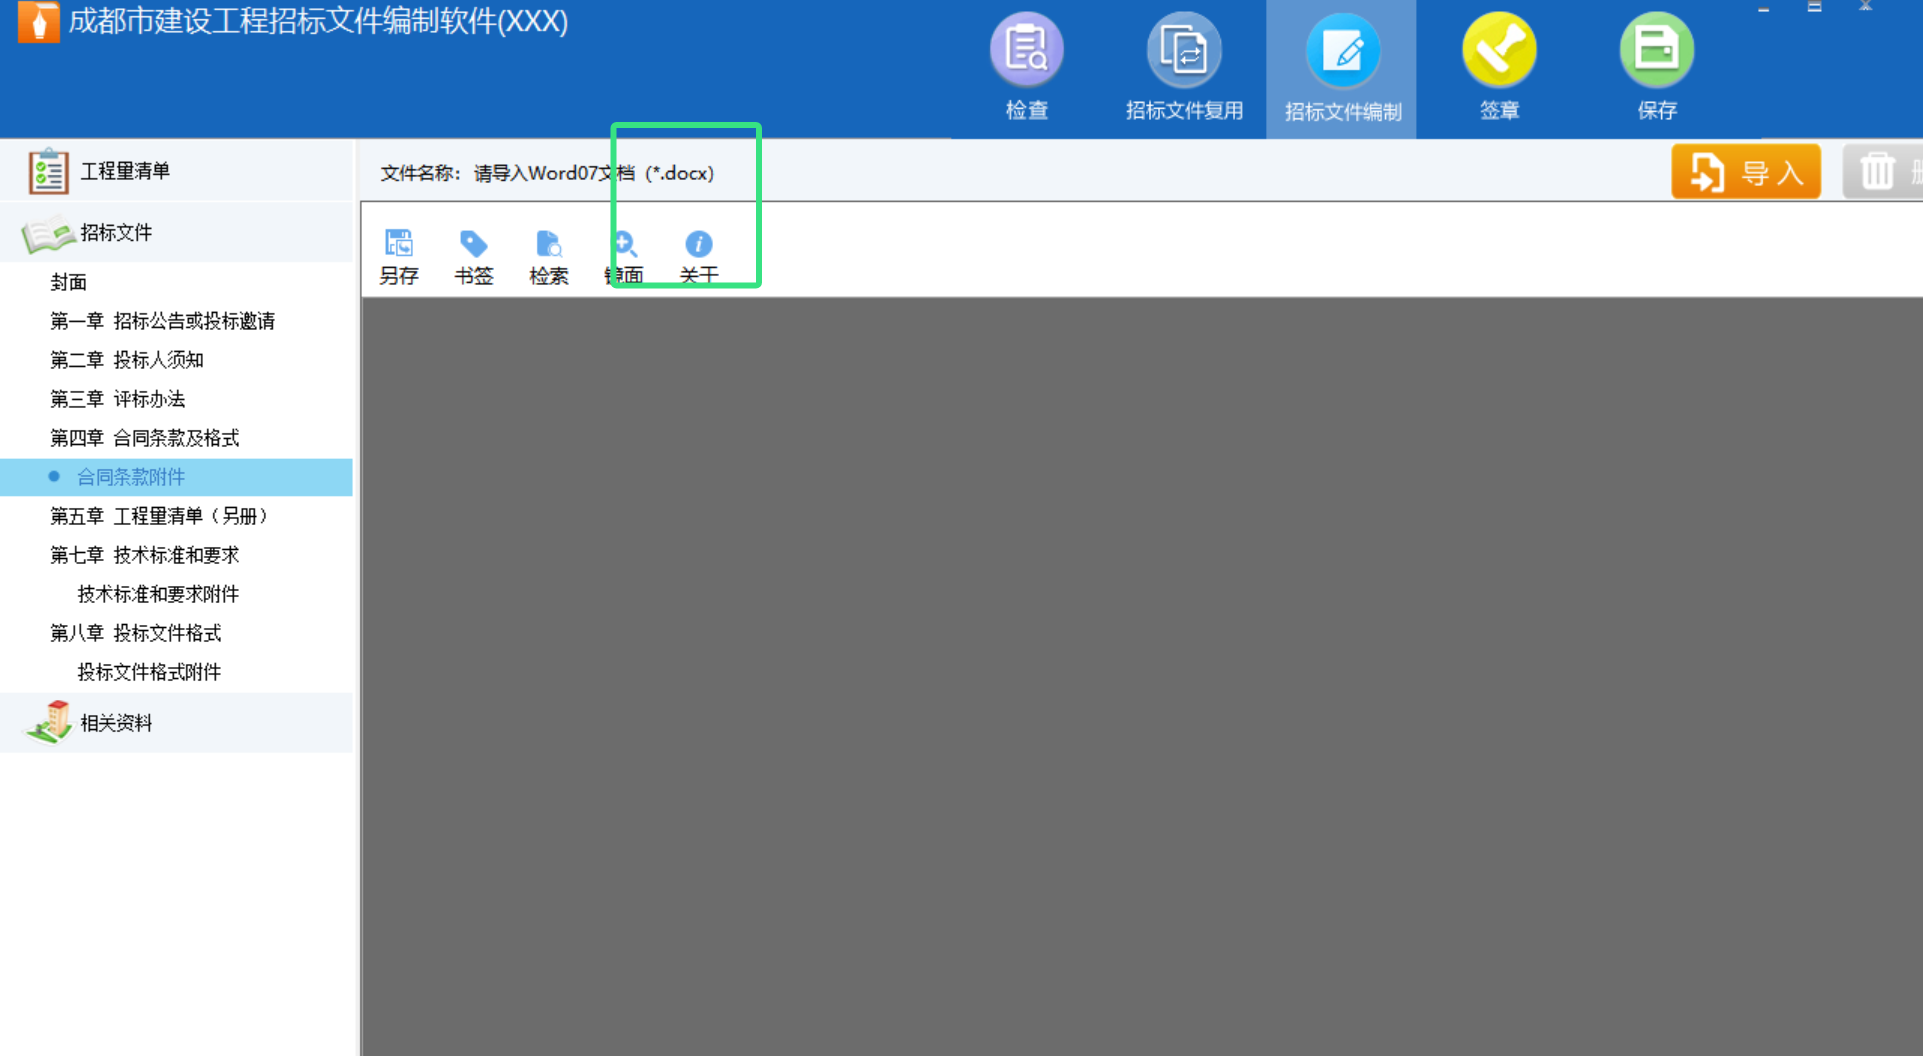 成都市建设工程招标文件编制软件(XXX)
检查
招标文件复用
招标文件编制
签章
保存
工程量清单
文件名称：请导入Word07文档 (*.docx)
导入
招标文件
另存
书签
检索
镜面
关于
封面
第一章 招标公告或投标邀请
第二章 投标人须知
第三章 评标办法
第四章 合同条款及格式
合同条款附件
第五章 工程量清单（另册）
第七章 技术标准和要求
技术标准和要求附件
第八章 投标文件格式
投标文件格式附件
相关资料